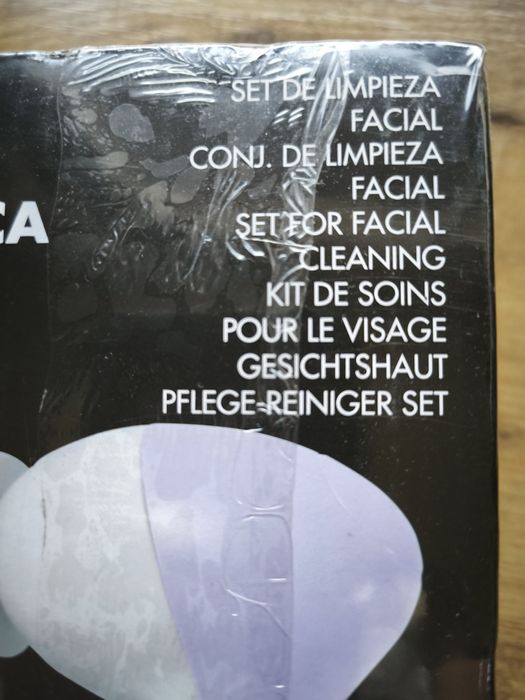 SET DE LIMPIEZA
FACIAL
CONJ. DE LIMPIEZA
FACIAL
CA
SET FOR FACIAL
CLEANING
KIT DE SOINS
POUR LE VISAGE
GESICHTSHAUT
PFLEGE-REINIGER SET